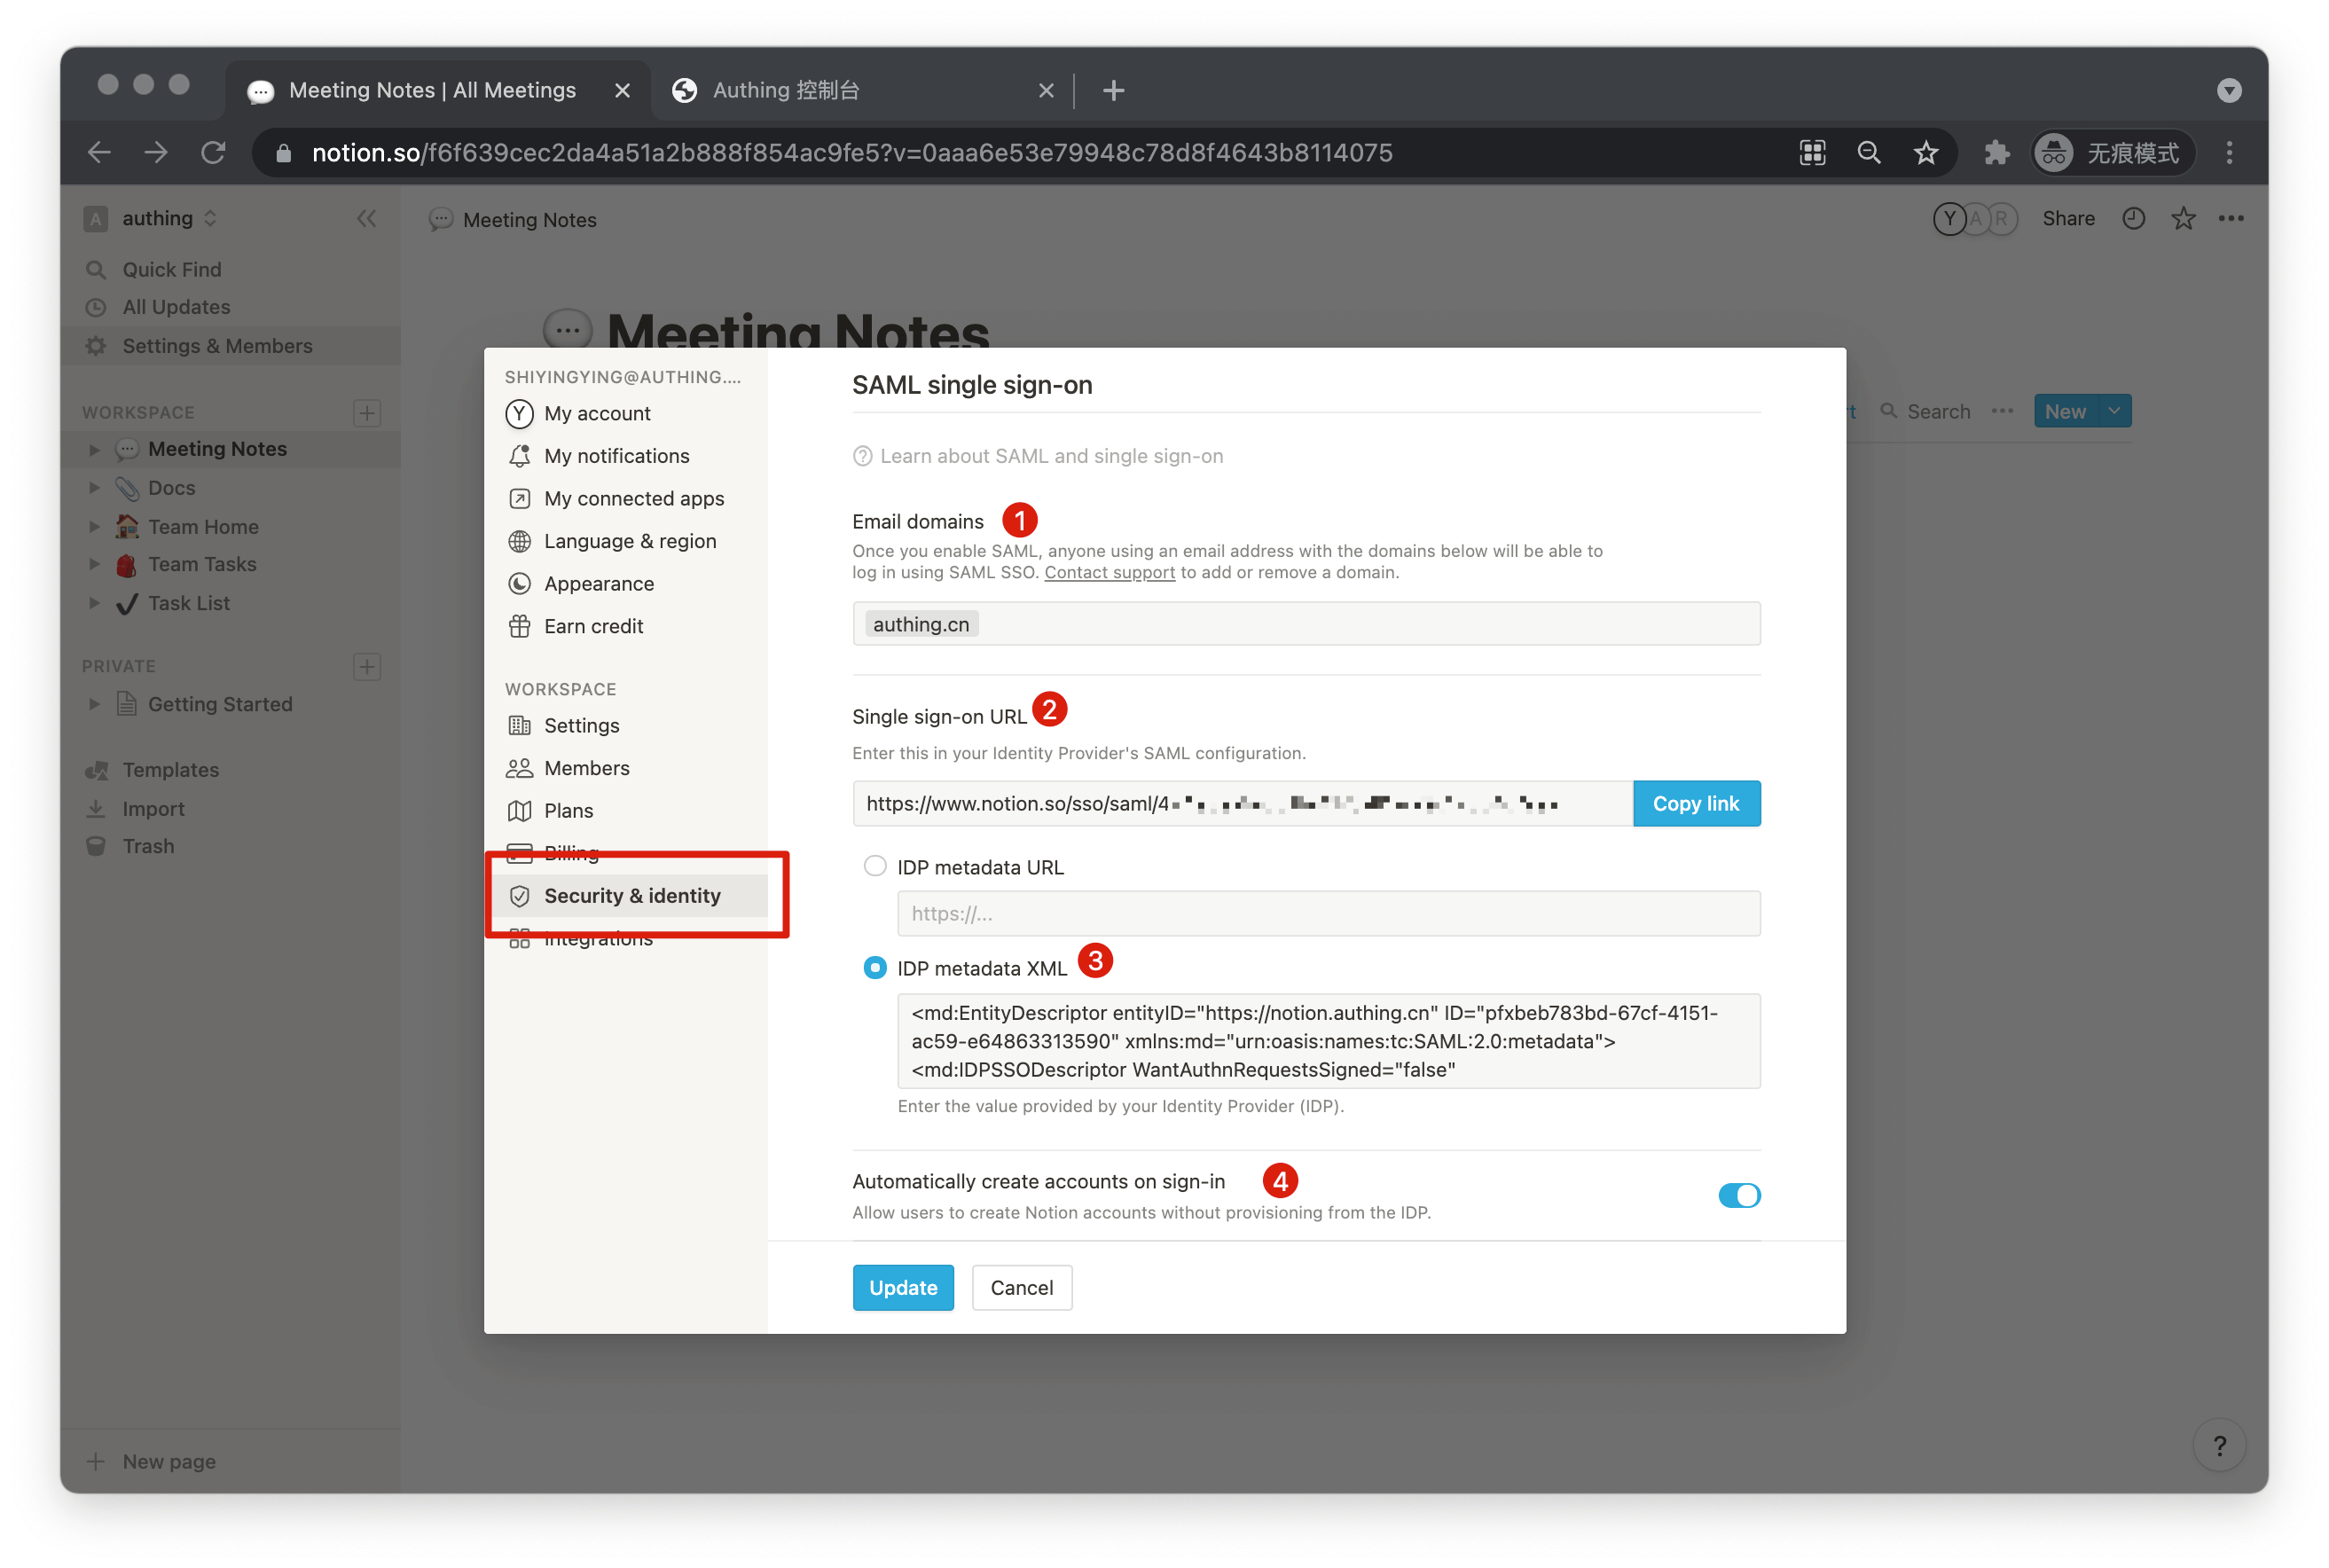 Meeting Notes | All Meetings
Authing 控制台
notion.so/f6f639cec2da4a51a2b888f854ac9fe5?v=0aaa6e53e79948c78d8f4643b8114075
无痕模式
A authing
Quick Find
All Updates
Settings & Members
WORKSPACE
Meeting Notes
Docs
Team Home
Team Tasks
Task List
PRIVATE
Getting Started
Templates
Import
Trash
New page
Meeting Notes
Y A R Share
Meeting Notes
Search
New
SHIYINGYING@AUTHING....
Y My account
My notifications
My connected apps
Language & region
Appearance
Earn credit
WORKSPACE
Settings
Members
Plans
Billing
Security & identity
Integrations
SAML single sign-on
Learn about SAML and single sign-on
Email domains 1
Once you enable SAML, anyone using an email address with the domains below will be able to
log in using SAML SSO. Contact support to add or remove a domain.
authing.cn
Single sign-on URL 2
Enter this in your Identity Provider's SAML configuration.
https://www.notion.so/sso/saml/4
Copy link
IDP metadata URL
https://...
IDP metadata XML 3
<md:EntityDescriptor entityID="https://notion.authing.cn" ID="pfxbeb783bd-67cf-4151-
ac59-e64863313590" xmlns:md="urn:oasis:names:tc:SAML:2.0:metadata">
<md:IDPSSODescriptor WantAuthnRequestsSigned="false"
Enter the value provided by your Identity Provider (IDP).
Automatically create accounts on sign-in 4
Allow users to create Notion accounts without provisioning from the IDP.
Update
Cancel
?